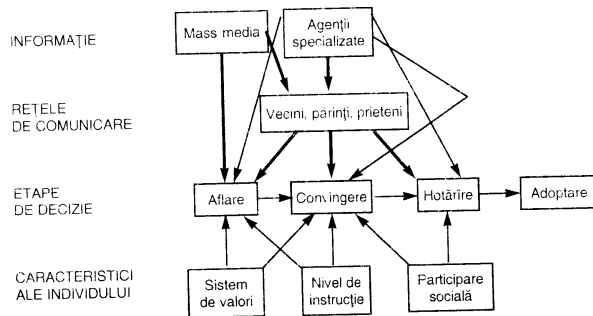 INFORMAȚIE
Mass media
Agenții
specializate
REȚELE
DE COMUNICARE
Vecini, părinți, prieteni
ETAPE
DE DECIZIE
Aflare
Convingere
Hotărîre
Adoptare
CARACTERISTICI
ALE INDIVIDULUI
Sistem
de valori
Nivel de
instrucție
Participare
socială